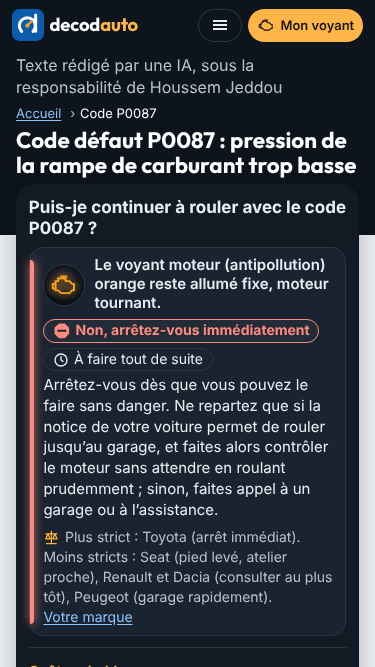 decodauto
Mon voyant
Texte rédigé par une IA, sous la
responsabilité de Houssem Jeddou
Accueil › Code P0087
Code défaut P0087 : pression de
la rampe de carburant trop basse
Puis-je continuer à rouler avec le code
P0087 ?
Le voyant moteur (antipollution)
orange reste allumé fixe, moteur
tournant.
Non, arrêtez-vous immédiatement
À faire tout de suite
Arrêtez-vous dès que vous pouvez le
faire sans danger. Ne repartez que si la
notice de votre voiture permet de rouler
jusqu’au garage, et faites alors contrôler
le moteur sans attendre en roulant
prudemment ; sinon, faites appel à un
garage ou à l’assistance.
Plus strict : Toyota (arrêt immédiat).
Moins stricts : Seat (pied levé, atelier
proche), Renault et Dacia (consulter au plus
tôt), Peugeot (garage rapidement).
Votre marque